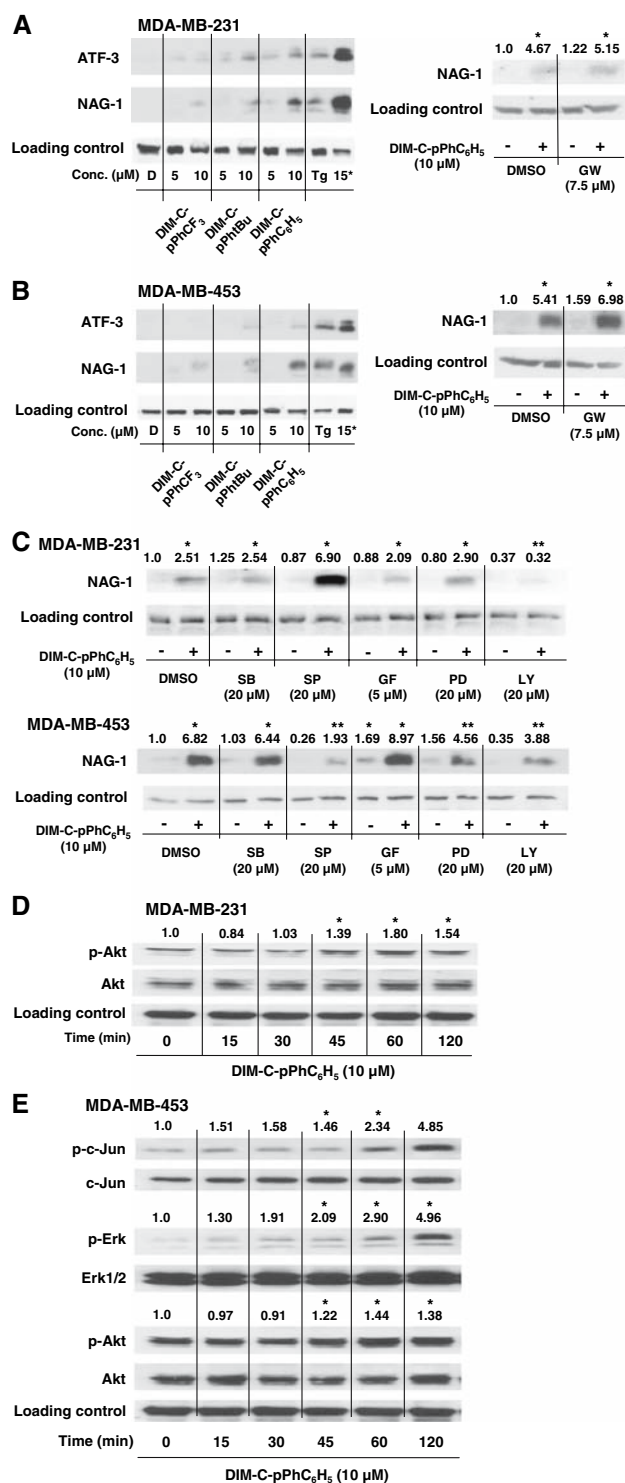 A
MDA-MB-231
ATF-3
NAG-1
Loading control
Conc. (µM) D 5 10 5 10 5 10 Tg 15*
DIM-C-pPhCF₃
DIM-C-pPhtBu
DIM-C-pPhC₆H₅
* *
1.0 4.67 1.22 5.15
NAG-1
Loading control
DIM-C-pPhC₆H₅ - + - +
(10 µM)
DMSO GW
(7.5 µM)
B
MDA-MB-453
ATF-3
NAG-1
Loading control
Conc. (µM) D 5 10 5 10 5 10 Tg 15*
DIM-C-pPhCF₃
DIM-C-pPhtBu
DIM-C-pPhC₆H₅
* *
1.0 5.41 1.59 6.98
NAG-1
Loading control
DIM-C-pPhC₆H₅ - + - +
(10 µM)
DMSO GW
(7.5 µM)
C
MDA-MB-231
* * * * * **
1.0 2.51 1.25 2.54 0.87 6.90 0.88 2.09 0.80 2.90 0.37 0.32
NAG-1
Loading control
DIM-C-pPhC₆H₅ - + - + - + - + - + - +
(10 µM)
DMSO SB SP GF PD LY
(20 µM) (20 µM) (5 µM) (20 µM) (20 µM)
MDA-MB-453
* * ** * * ** **
1.0 6.82 1.03 6.44 0.26 1.93 1.69 8.97 1.56 4.56 0.35 3.88
NAG-1
Loading control
DIM-C-pPhC₆H₅ - + - + - + - + - + - +
(10 µM)
DMSO SB SP GF PD LY
(20 µM) (20 µM) (5 µM) (20 µM) (20 µM)
D
MDA-MB-231
* * *
1.0 0.84 1.03 1.39 1.80 1.54
p-Akt
Akt
Loading control
Time (min) 0 15 30 45 60 120
DIM-C-pPhC₆H₅ (10 µM)
E
MDA-MB-453
* *
1.0 1.51 1.58 1.46 2.34 4.85
p-c-Jun
c-Jun
* * *
1.0 1.30 1.91 2.09 2.90 4.96
p-Erk
Erk1/2
* * *
1.0 0.97 0.91 1.22 1.44 1.38
p-Akt
Akt
Loading control
Time (min) 0 15 30 45 60 120
DIM-C-pPhC₆H₅ (10 µM)